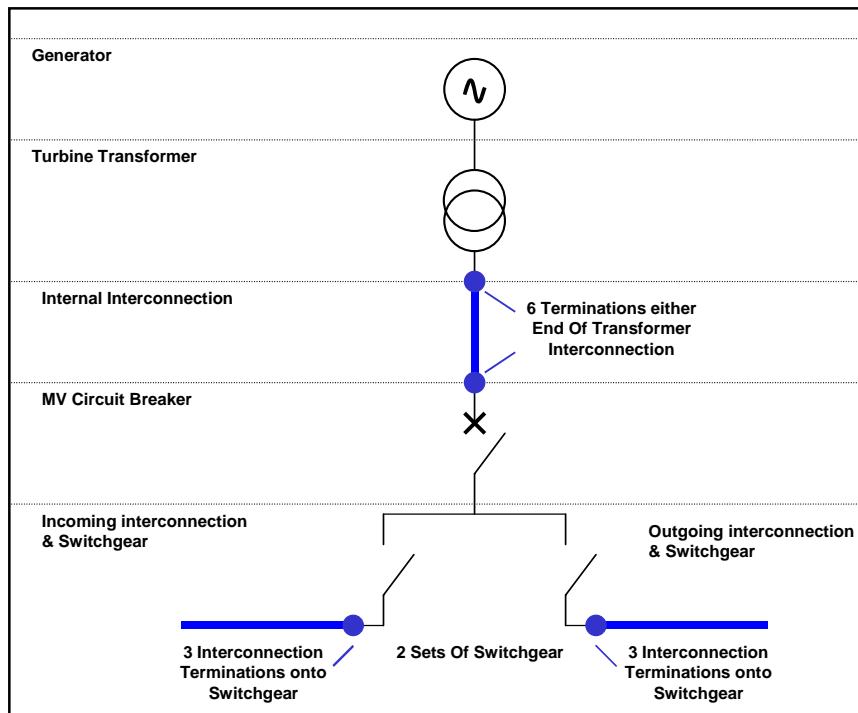 Generator
Turbine Transformer
Internal Interconnection
6 Terminations either
End Of Transformer
Interconnection
MV Circuit Breaker
Incoming interconnection
& Switchgear
Outgoing interconnection
& Switchgear
3 Interconnection
Terminations onto
Switchgear
2 Sets Of Switchgear
3 Interconnection
Terminations onto
Switchgear